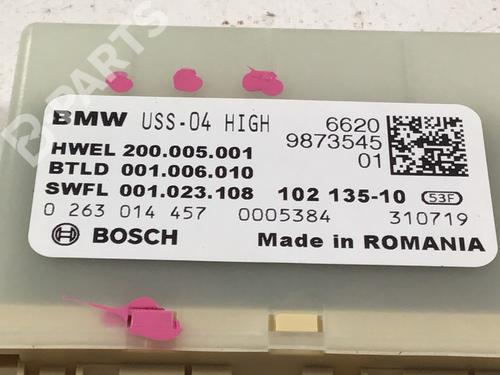 B-PARTS
BMW USS-04 HIGH 6620
9873545
01
HWEL 200.005.001
BTLD 001.006.010
SWFL 001.023.108 102 135-10 53F
0 263 014 457 0005384 310719
BOSCH Made in ROMANIA